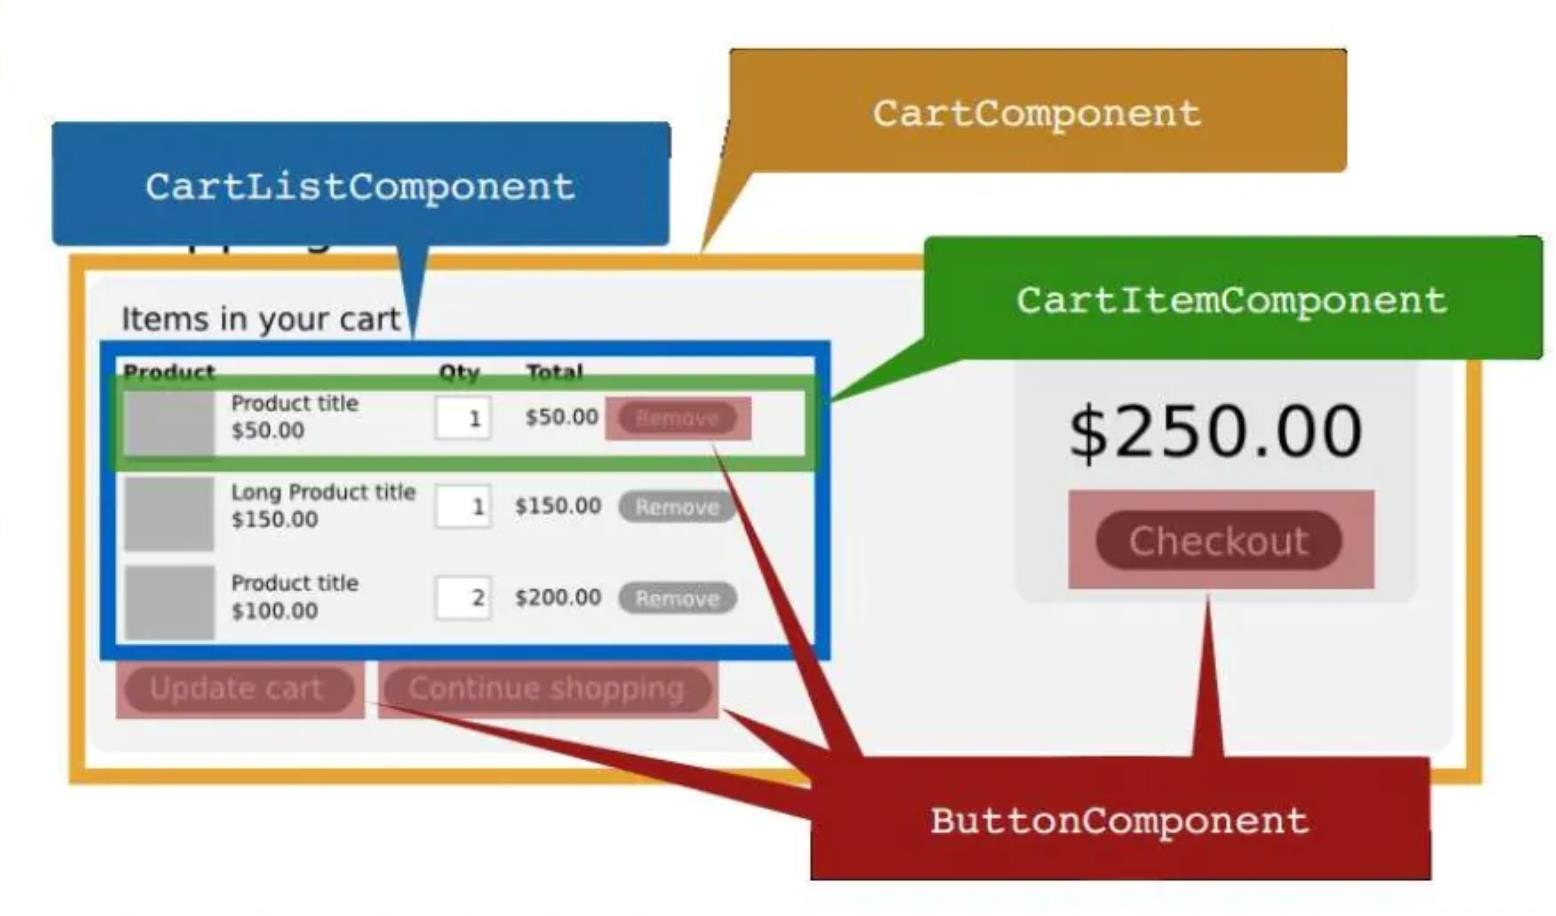 CartComponent
CartListComponent
CartItemComponent
Items in your cart
Product Qty Total
Product title
$50.00
1 $50.00 Remove
Long Product title
$150.00
1 $150.00 Remove
Product title
$100.00
2 $200.00 Remove
Update cart Continue shopping
$250.00
Checkout
ButtonComponent